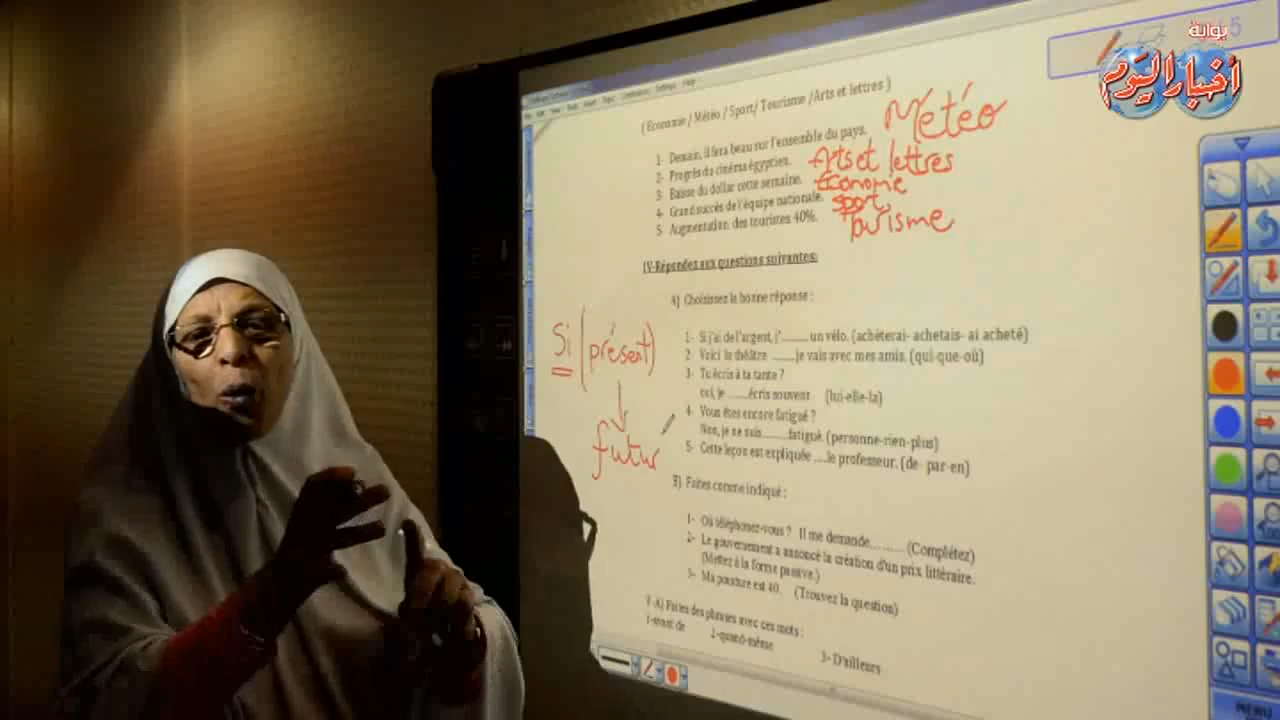 بوابة
أخبار اليوم
( Economie / Météo / Sport/ Tourisme /Arts et lettres )
1- Demain, il fera beau sur l'ensemble du pays. Météo
2- Progrès du cinéma égyptien. Arts et lettres
3- Baisse du dollar cette semaine. économie
4- Grand succès de l'équipe nationale. sport
5- Augmentation des touristes 40%.
IV-Répondez aux questions suivantes:
A) Choisissez la bonne réponse :
1- Si j'ai de l'argent, j'......... un vélo. (achèterai- achetais- ai acheté)
2- Voici le théâtre ........je vais avec mes amis. (qui-que-où)
3- Tu écris à ta tante ?
oui, je .......écris souvent (lui-elle-la)
4- Vous êtes encore fatigué ?
Non, je ne suis..........fatigué. (personne-rien-plus)
5- Cette leçon est expliquée ....le professeur. (de- par-en)
Si (présent)
futur
B) Faites comme indiqué :
1- Où téléphonez-vous ? Il me demande........... (Complétez)
2- Le gouvernement a annoncé la création d'un prix littéraire.
(Mettez à la forme passive.)
3- Ma pointure est 40. (Trouvez la question)
V-A) Faites des phrases avec ces mots :
1-avant de 2-quand-même 3- D'ailleurs